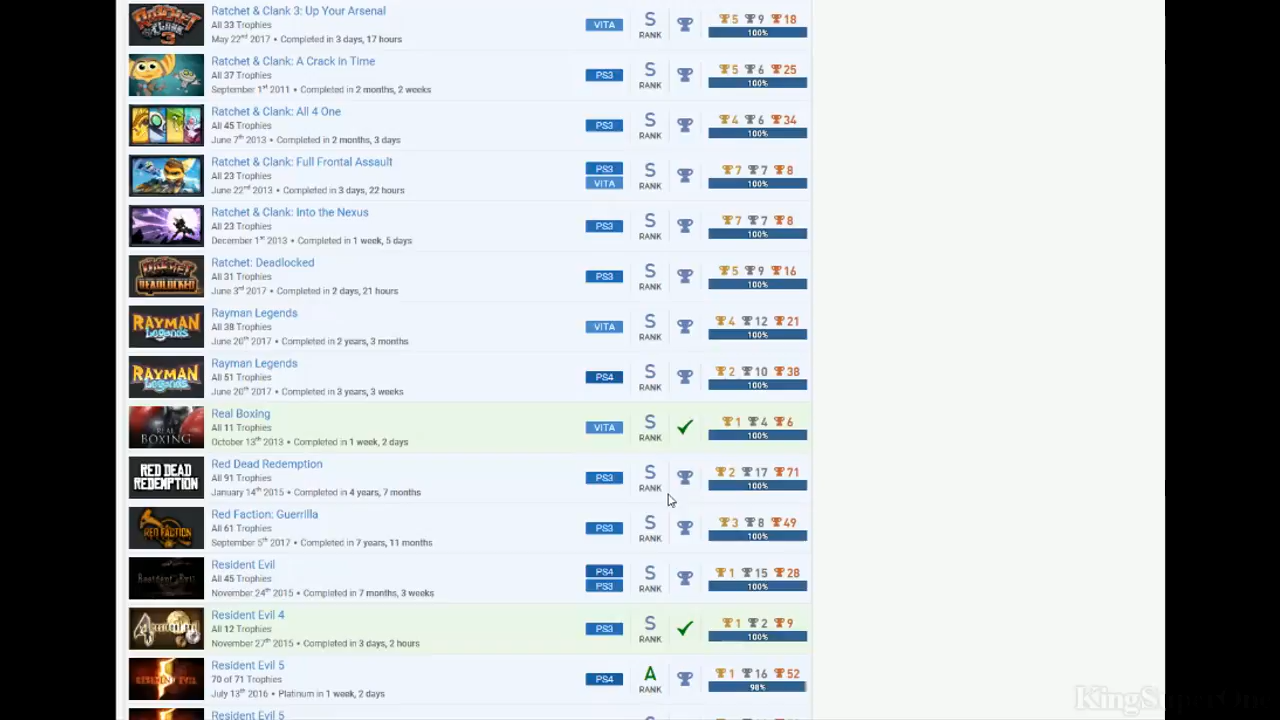 Ratchet & Clank 3: Up Your Arsenal
All 33 Trophies
May 22nd 2017 • Completed in 3 days, 17 hours
VITA
S RANK
5 9 18
100%
Ratchet & Clank: A Crack in Time
All 37 Trophies
September 1st 2011 • Completed in 2 months, 2 weeks
PS3
S RANK
5 6 25
100%
Ratchet & Clank: All 4 One
All 45 Trophies
June 7th 2013 • Completed in 2 months, 3 days
PS3
S RANK
4 6 34
100%
Ratchet & Clank: Full Frontal Assault
All 23 Trophies
June 22nd 2013 • Completed in 3 days, 22 hours
PS3
VITA
S RANK
7 7 8
100%
Ratchet & Clank: Into the Nexus
All 23 Trophies
December 1st 2013 • Completed in 1 week, 5 days
PS3
S RANK
7 7 8
100%
Ratchet: Deadlocked
All 31 Trophies
June 3rd 2017 • Completed in 2 days, 21 hours
PS3
S RANK
5 9 16
100%
RAYMAN Legends
Rayman Legends
All 38 Trophies
June 20th 2017 • Completed in 2 years, 3 months
VITA
S RANK
4 12 21
100%
RAYMAN Legends
Rayman Legends
All 51 Trophies
June 20th 2017 • Completed in 3 years, 3 weeks
PS4
S RANK
2 10 38
100%
REAL BOXING
Real Boxing
All 11 Trophies
October 13th 2013 • Completed in 1 week, 2 days
VITA
S RANK
1 4 6
100%
RED DEAD REDEMPTION
Red Dead Redemption
All 91 Trophies
January 14th 2015 • Completed in 4 years, 7 months
PS3
S RANK
2 17 71
100%
RED FACTION
Red Faction: Guerrilla
All 61 Trophies
September 5th 2017 • Completed in 7 years, 11 months
PS3
S RANK
3 8 49
100%
Resident Evil
Resident Evil
All 45 Trophies
November 24th 2015 • Completed in 7 months, 3 weeks
PS4
PS3
S RANK
1 15 28
100%
Resident Evil 4
All 12 Trophies
November 27th 2015 • Completed in 3 days, 2 hours
PS3
S RANK
1 2 9
100%
Resident Evil 5
70 of 71 Trophies
July 13th 2016 • Platinum in 1 week, 2 days
PS4
A RANK
1 16 52
98%
Resident Evil 5